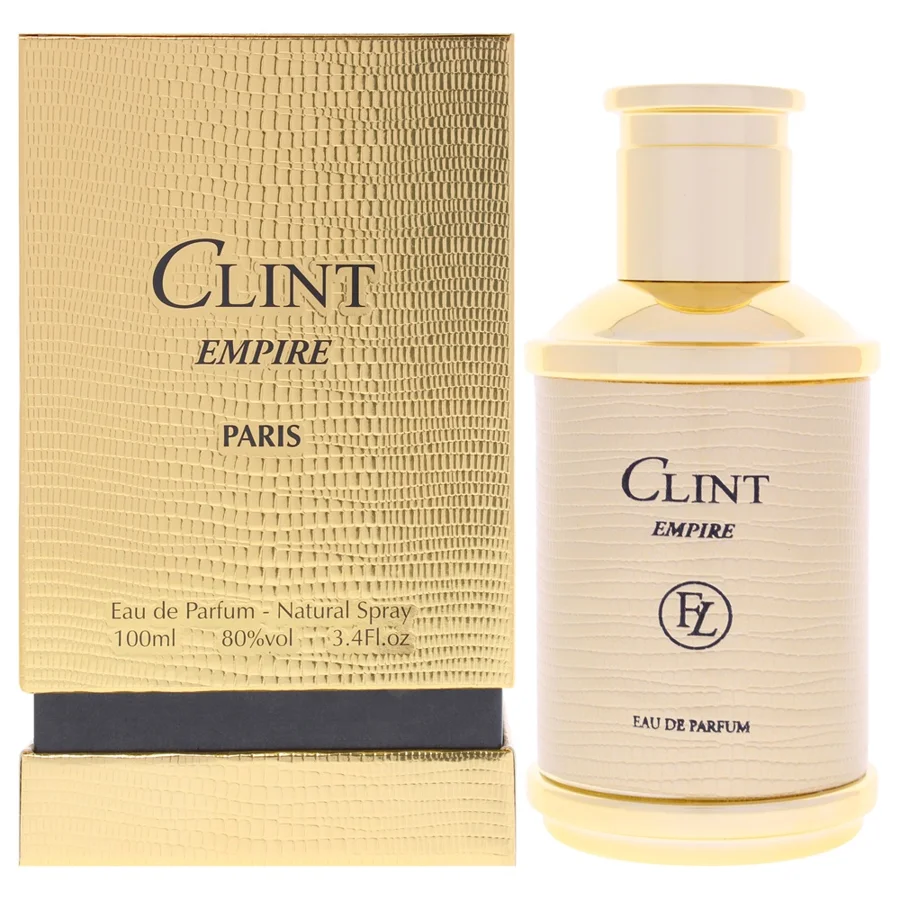 CLINT
EMPIRE
PARIS
Eau de Parfum - Natural Spray
100ml 80%vol 3.4Fl.oz
CLINT
EMPIRE
FL
EAU DE PARFUM